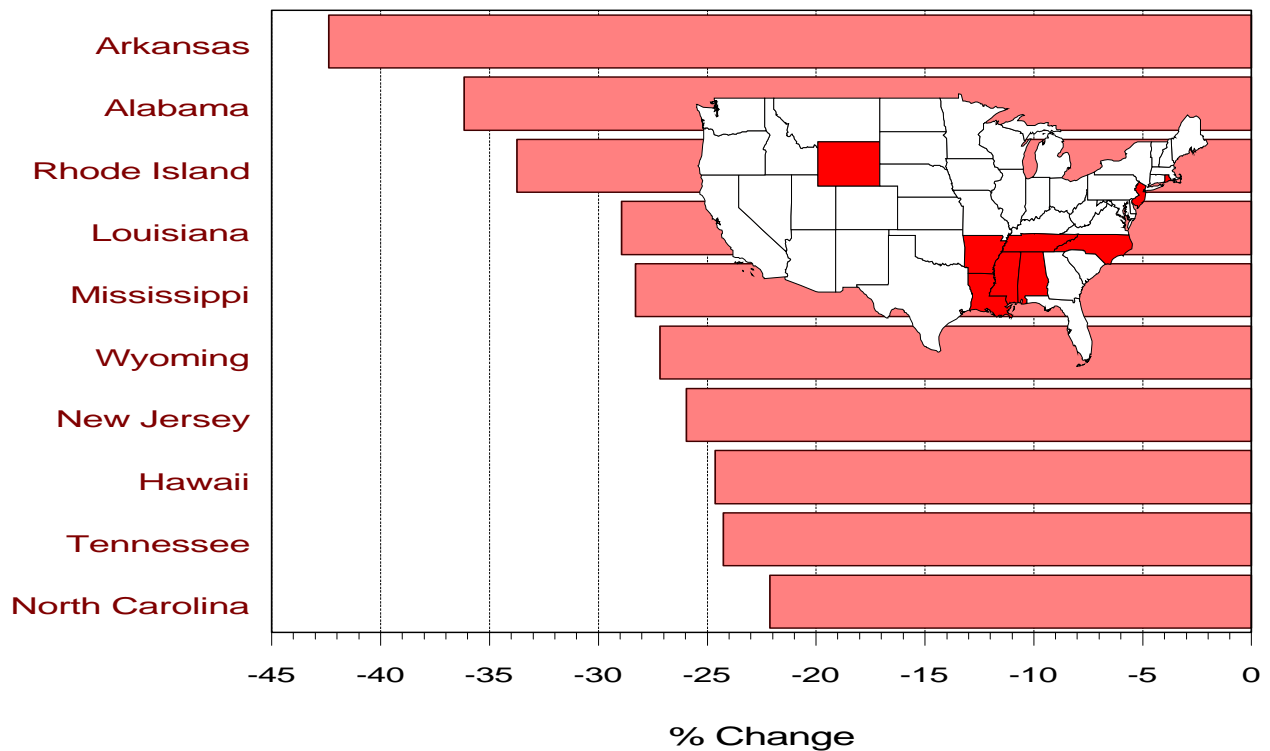 Arkansas
Alabama
Rhode Island
Louisiana
Mississippi
Wyoming
New Jersey
Hawaii
Tennessee
North Carolina
-45 -40 -35 -30 -25 -20 -15 -10 -5 0
% Change